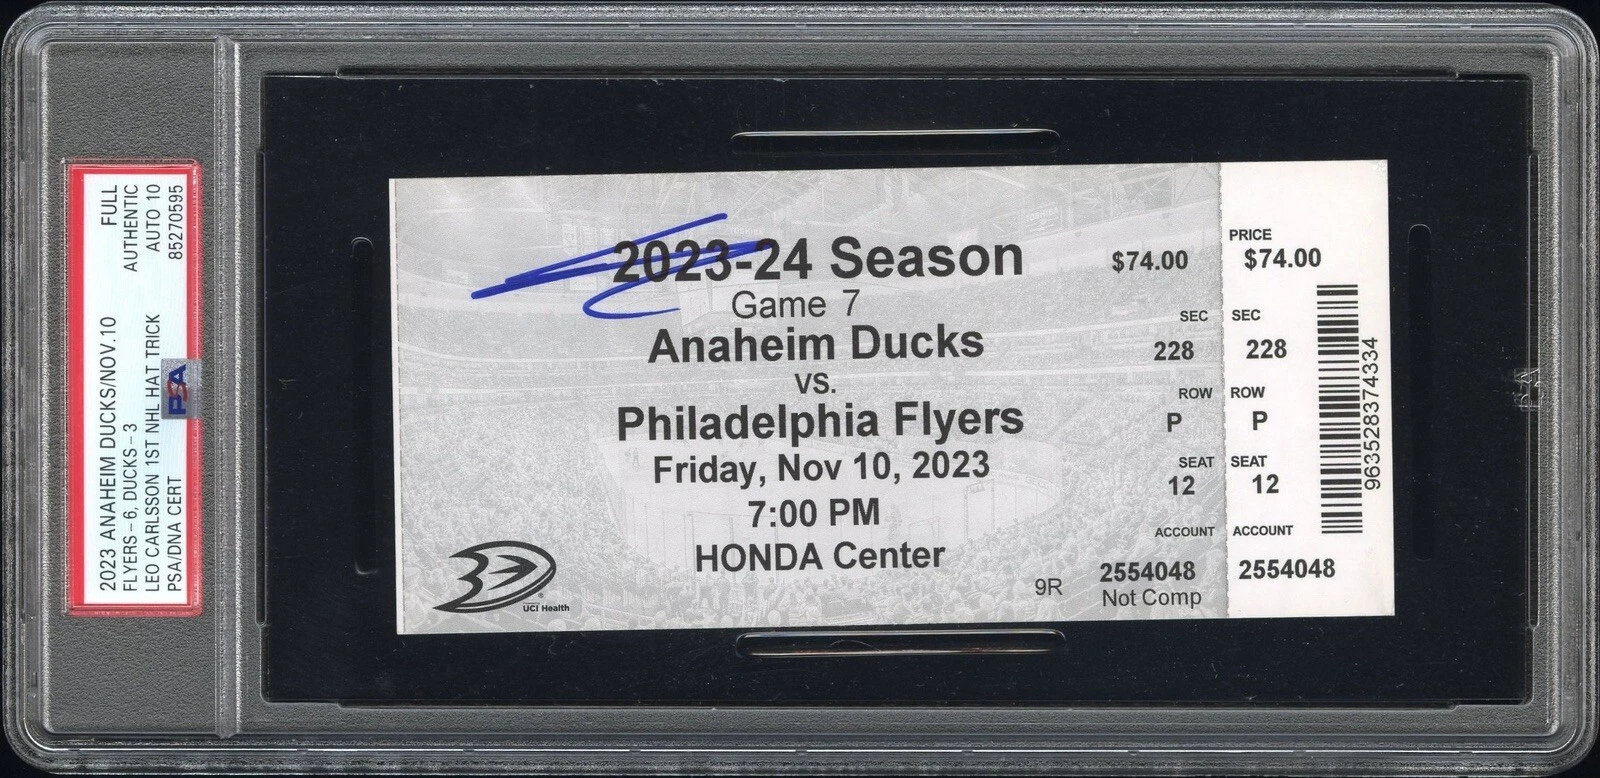 2023 ANAHEIM DUCKS/NOV.10 FULL
FLYERS - 6, DUCKS - 3 AUTHENTIC
LEO CARLSSON 1ST NHL HAT TRICK AUTO 10
PSA/DNA CERT 85270595
PSA
2023-24 Season
Game 7
Anaheim Ducks
vs.
Philadelphia Flyers
Friday, Nov 10, 2023
7:00 PM
HONDA Center
UCI Health
9R
$74.00
SEC
228
ROW
P
SEAT
12
ACCOUNT
2554048
Not Comp
PRICE
$74.00
SEC
228
ROW
P
SEAT
12
ACCOUNT
2554048
963528374334